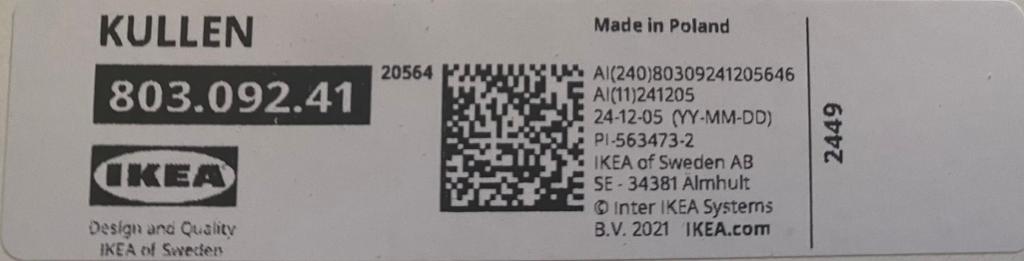 KULLEN
803.092.41
20564
IKEA
Design and Quality
IKEA of Sweden
Made in Poland
AI(240)80309241205646
AI(11)241205
24-12-05 (YY-MM-DD)
PI-563473-2
IKEA of Sweden AB
SE - 34381 Älmhult
© Inter IKEA Systems
B.V. 2021 IKEA.com
2449